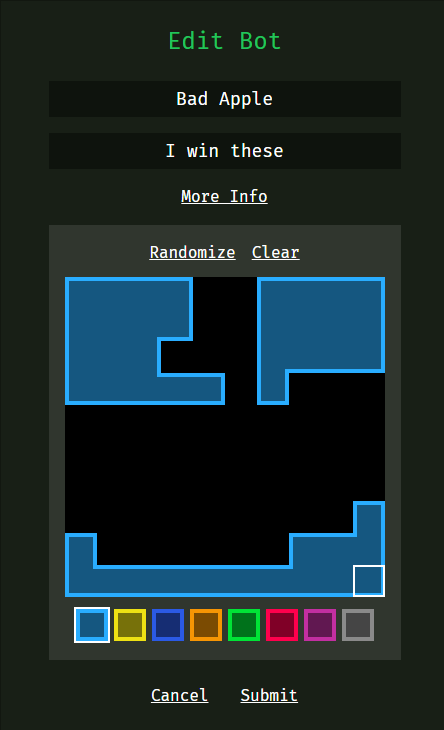 Edit Bot
Bad Apple
I win these
More Info
Randomize Clear
Cancel Submit